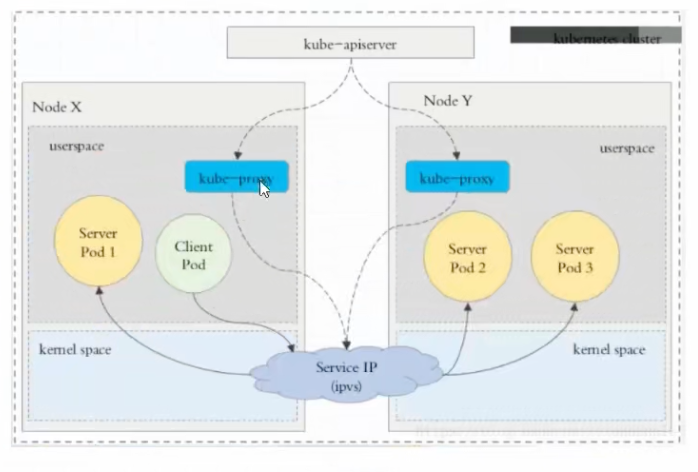 kube-apiserver
kubernetes cluster
Node X
Node Y
userspace
userspace
kube-proxy
kube-proxy
Server
Pod 1
Client
Pod
Server
Pod 2
Server
Pod 3
kernel space
kernel space
Service IP
(ipvs)